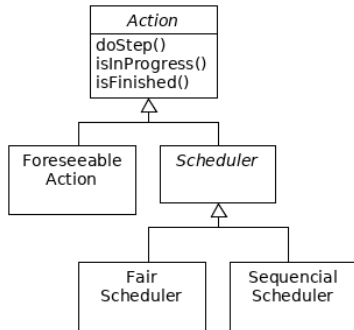 Action
doStep()
isInProgress()
isFinished()
Foreseeable
Action
Scheduler
Fair
Scheduler
Sequencial
Scheduler